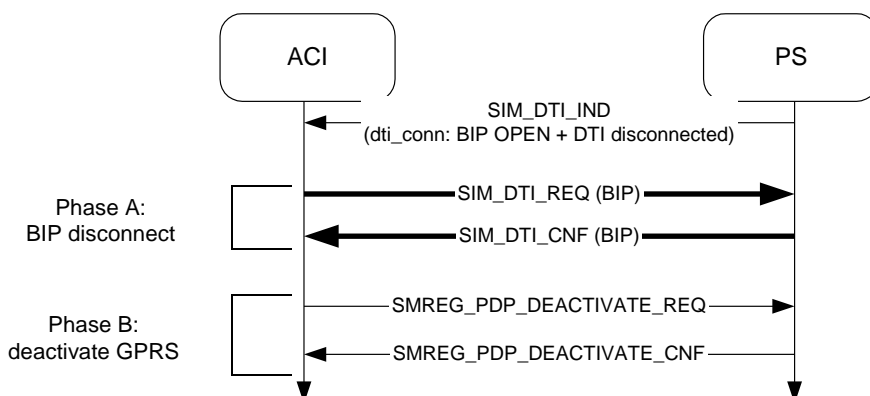 ACI
PS
SIM_DTI_IND
(dti_conn: BIP OPEN + DTI disconnected)
Phase A:
BIP disconnect
SIM_DTI_REQ (BIP)
SIM_DTI_CNF (BIP)
Phase B:
deactivate GPRS
SMREG_PDP_DEACTIVATE_REQ
SMREG_PDP_DEACTIVATE_CNF